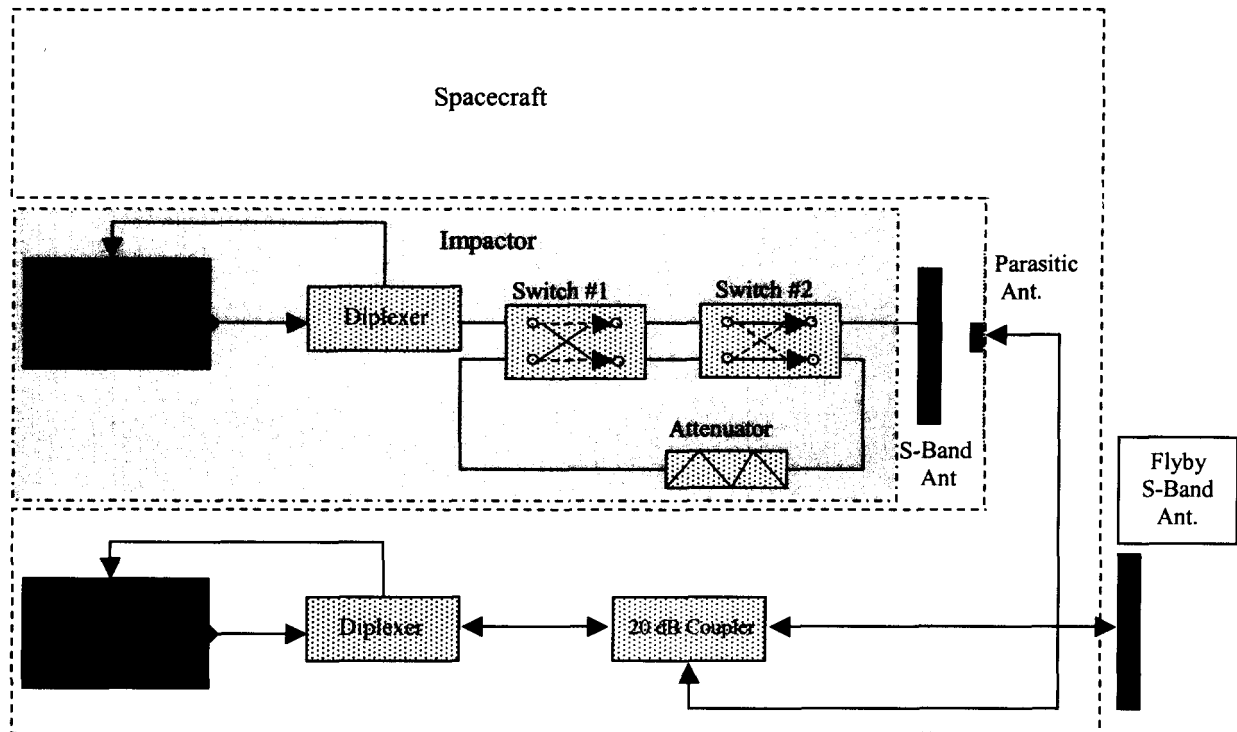 Spacecraft
Impactor
Parasitic
Ant.
Switch #1
Switch #2
Diplexer
Attenuator
S-Band
Ant
Flyby
S-Band
Ant.
Diplexer
20 dB Coupler